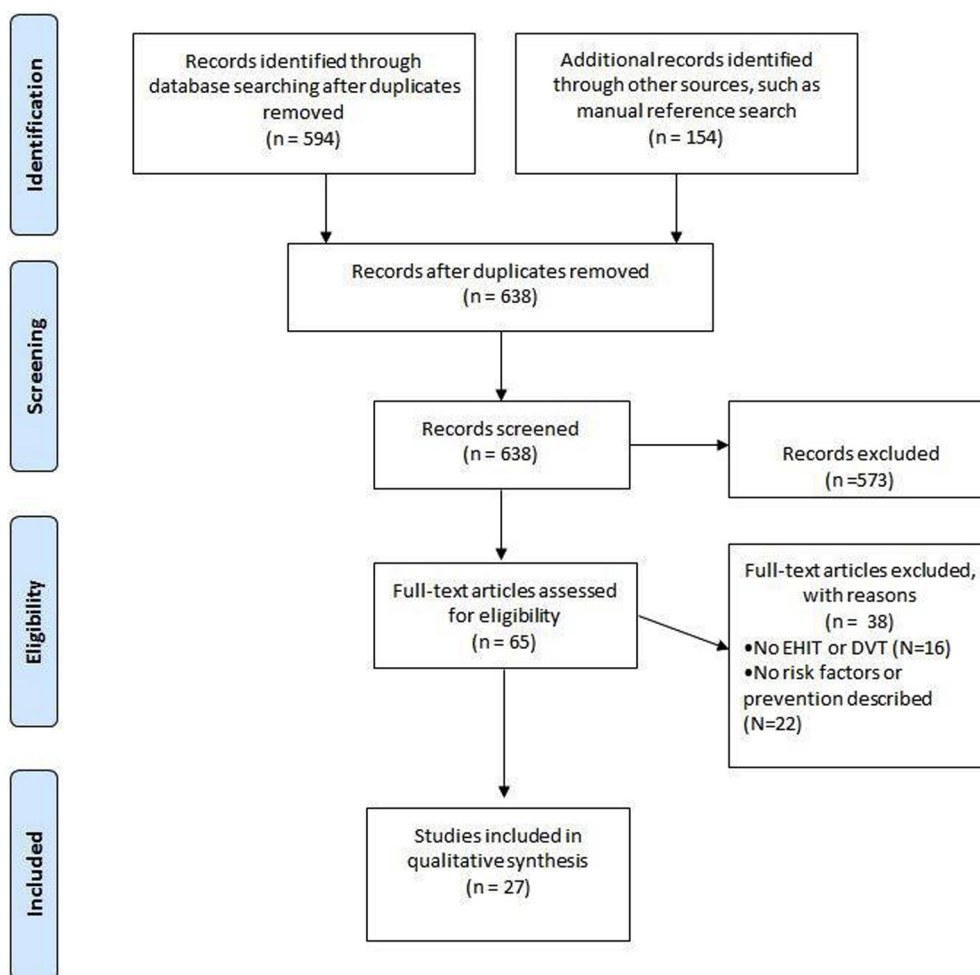 Identification
Records identified through
database searching after duplicates
removed
(n = 594)
Additional records identified
through other sources, such as
manual reference search
(n = 154)
Screening
Records after duplicates removed
(n = 638)
Records screened
(n = 638)
Records excluded
(n =573)
Eligibility
Full-text articles assessed
for eligibility
(n = 65)
Full-text articles excluded,
with reasons
(n = 38)
•No EHIT or DVT (N=16)
•No risk factors or
prevention described
(N=22)
Included
Studies included in
qualitative synthesis
(n = 27)